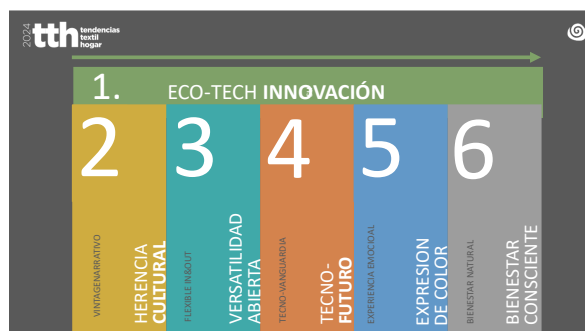 2024
tth
tendencias
textil
hogar
1. ECO-TECH INNOVACIÓN
2
VINTAGENARRATIVO
HERENCIA
CULTURAL
3
FLEXIBLE IN&OUT
VERSATILIDAD
ABIERTA
4
TECNO-VANGUARDIA
TECNO-
FUTURO
5
EXPERIENCIA EMOCIOAL
EXPRESION
DE COLOR
6
BIENESTAR NATURAL
BIENESTAR
CONSCIENTE